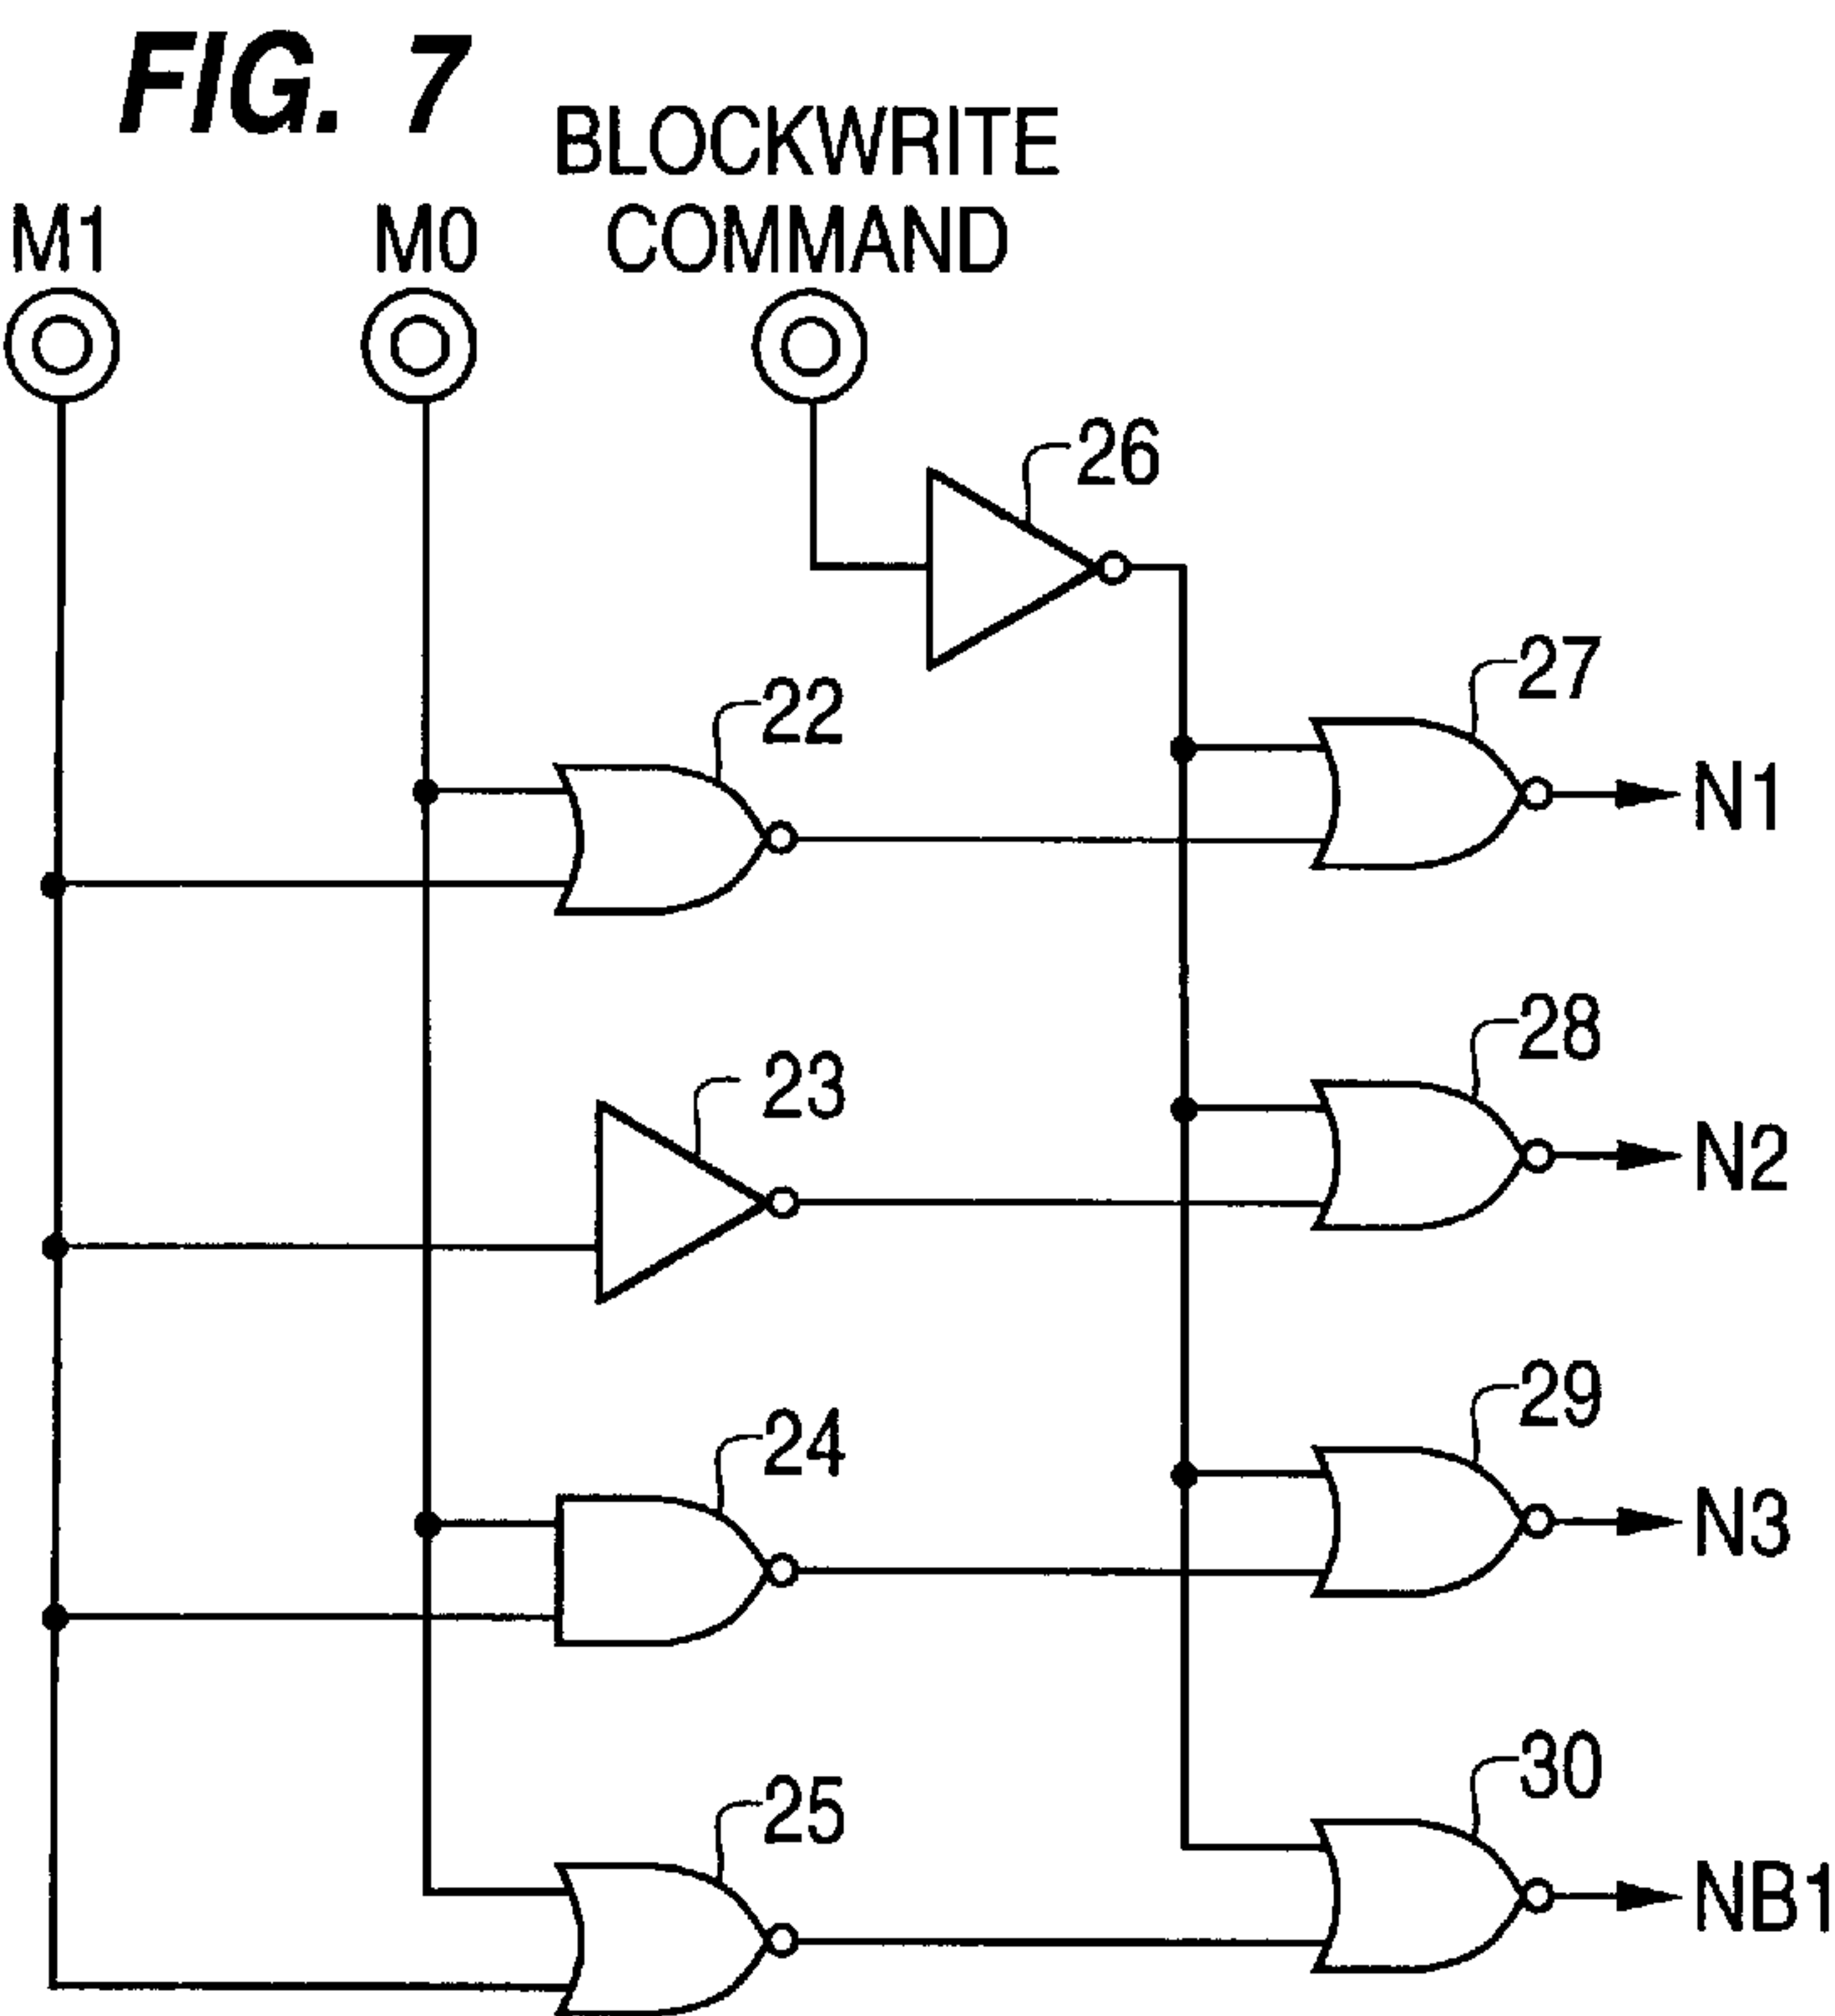 FIG. 7
BLOCKWRITE
COMMAND
M1
M0
26
27
22
N1
28
23
N2
29
24
N3
30
25
NB1